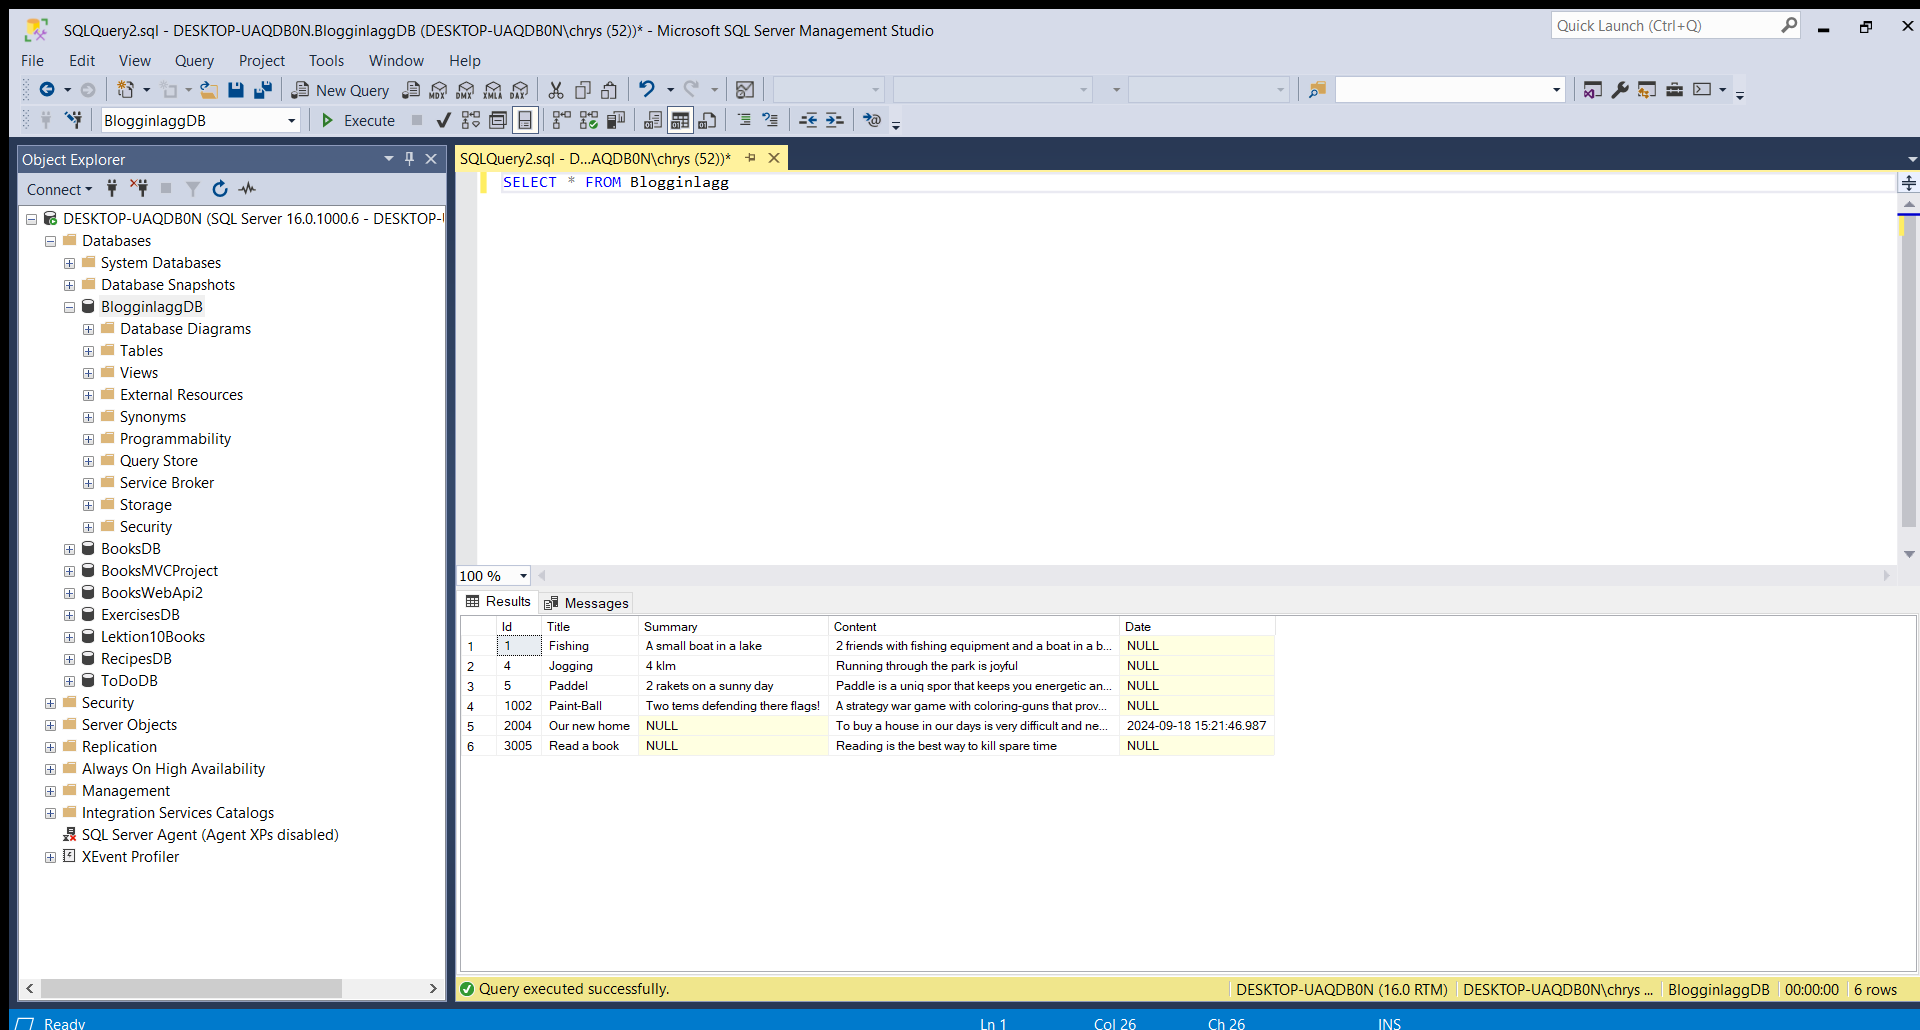 SQLQuery2.sql - DESKTOP-UAQDB0N.BlogginlaggDB (DESKTOP-UAQDB0N\chrys (52))* - Microsoft SQL Server Management Studio
Quick Launch (Ctrl+Q)
File Edit View Query Project Tools Window Help
New Query MDX DMX XMLA DAX
BlogginlaggDB Execute
Object Explorer
SQLQuery2.sql - D...AQDB0N\chrys (52))*
Connect
SELECT * FROM Blogginlagg
DESKTOP-UAQDB0N (SQL Server 16.0.1000.6 - DESKTOP-U
Databases
System Databases
Database Snapshots
BlogginlaggDB
Database Diagrams
Tables
Views
External Resources
Synonyms
Programmability
Query Store
Service Broker
Storage
Security
BooksDB
BooksMVCProject
BooksWebApi2
ExercisesDB
Lektion10Books
RecipesDB
ToDoDB
Security
Server Objects
Replication
Always On High Availability
Management
Integration Services Catalogs
SQL Server Agent (Agent XPs disabled)
XEvent Profiler
100 %
Results Messages
Id Title Summary Content Date
1 1 Fishing A small boat in a lake 2 friends with fishing equipment and a boat in a b... NULL
2 4 Jogging 4 klm Running through the park is joyful NULL
3 5 Paddel 2 rakets on a sunny day Paddle is a uniq spor that keeps you energetic an... NULL
4 1002 Paint-Ball Two tems defending there flags! A strategy war game with coloring-guns that prov... NULL
5 2004 Our new home NULL To buy a house in our days is very difficult and ne... 2024-09-18 15:21:46.987
6 3005 Read a book NULL Reading is the best way to kill spare time NULL
Query executed successfully. DESKTOP-UAQDB0N (16.0 RTM) DESKTOP-UAQDB0N\chrys ... BlogginlaggDB 00:00:00 6 rows
Ready Ln 1 Col 26 Ch 26 INS